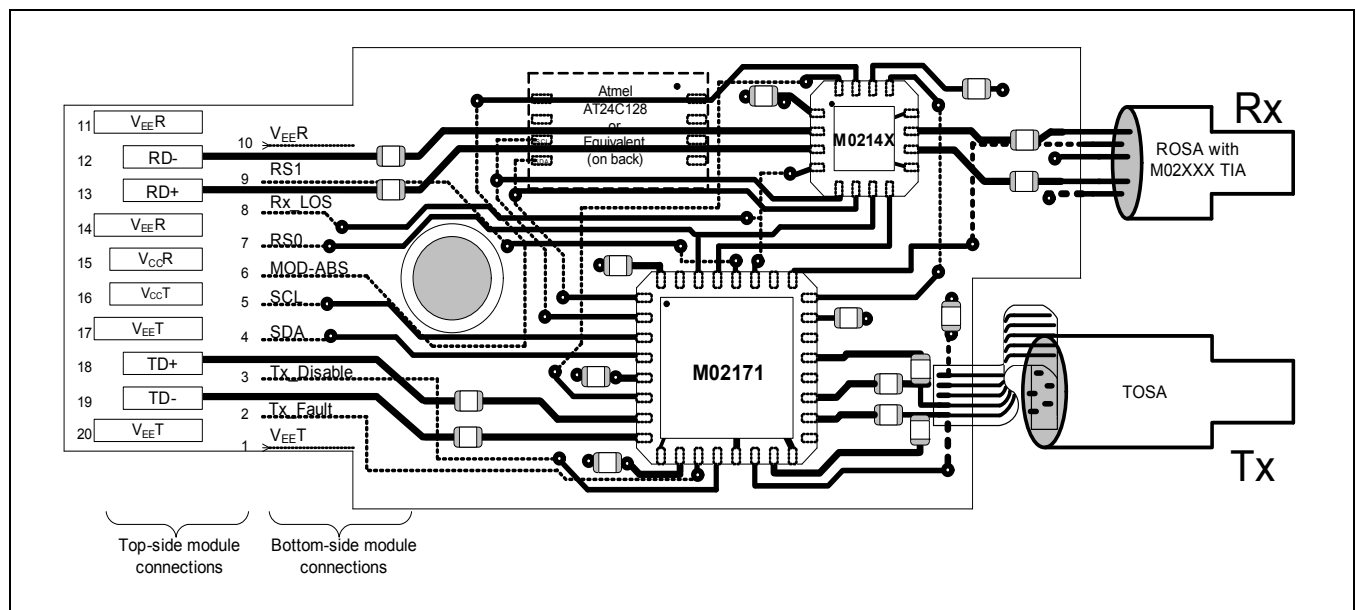 Atmel
AT24C128
or
Equivalent
(on back)
M0214X
Rx
ROSA with
M02XXX TIA
11 VEER
12 RD-
13 RD+
14 VEER
15 VCCR
16 VCCT
17 VEET
18 TD+
19 TD-
20 VEET
10 VEER
9 RS1
8 Rx_LOS
7 RS0
6 MOD-ABS
5 SCL
4 SDA
3 Tx_Disable
2 Tx_Fault
1 VEET
M02171
TOSA
Tx
Top-side module
connections
Bottom-side module
connections